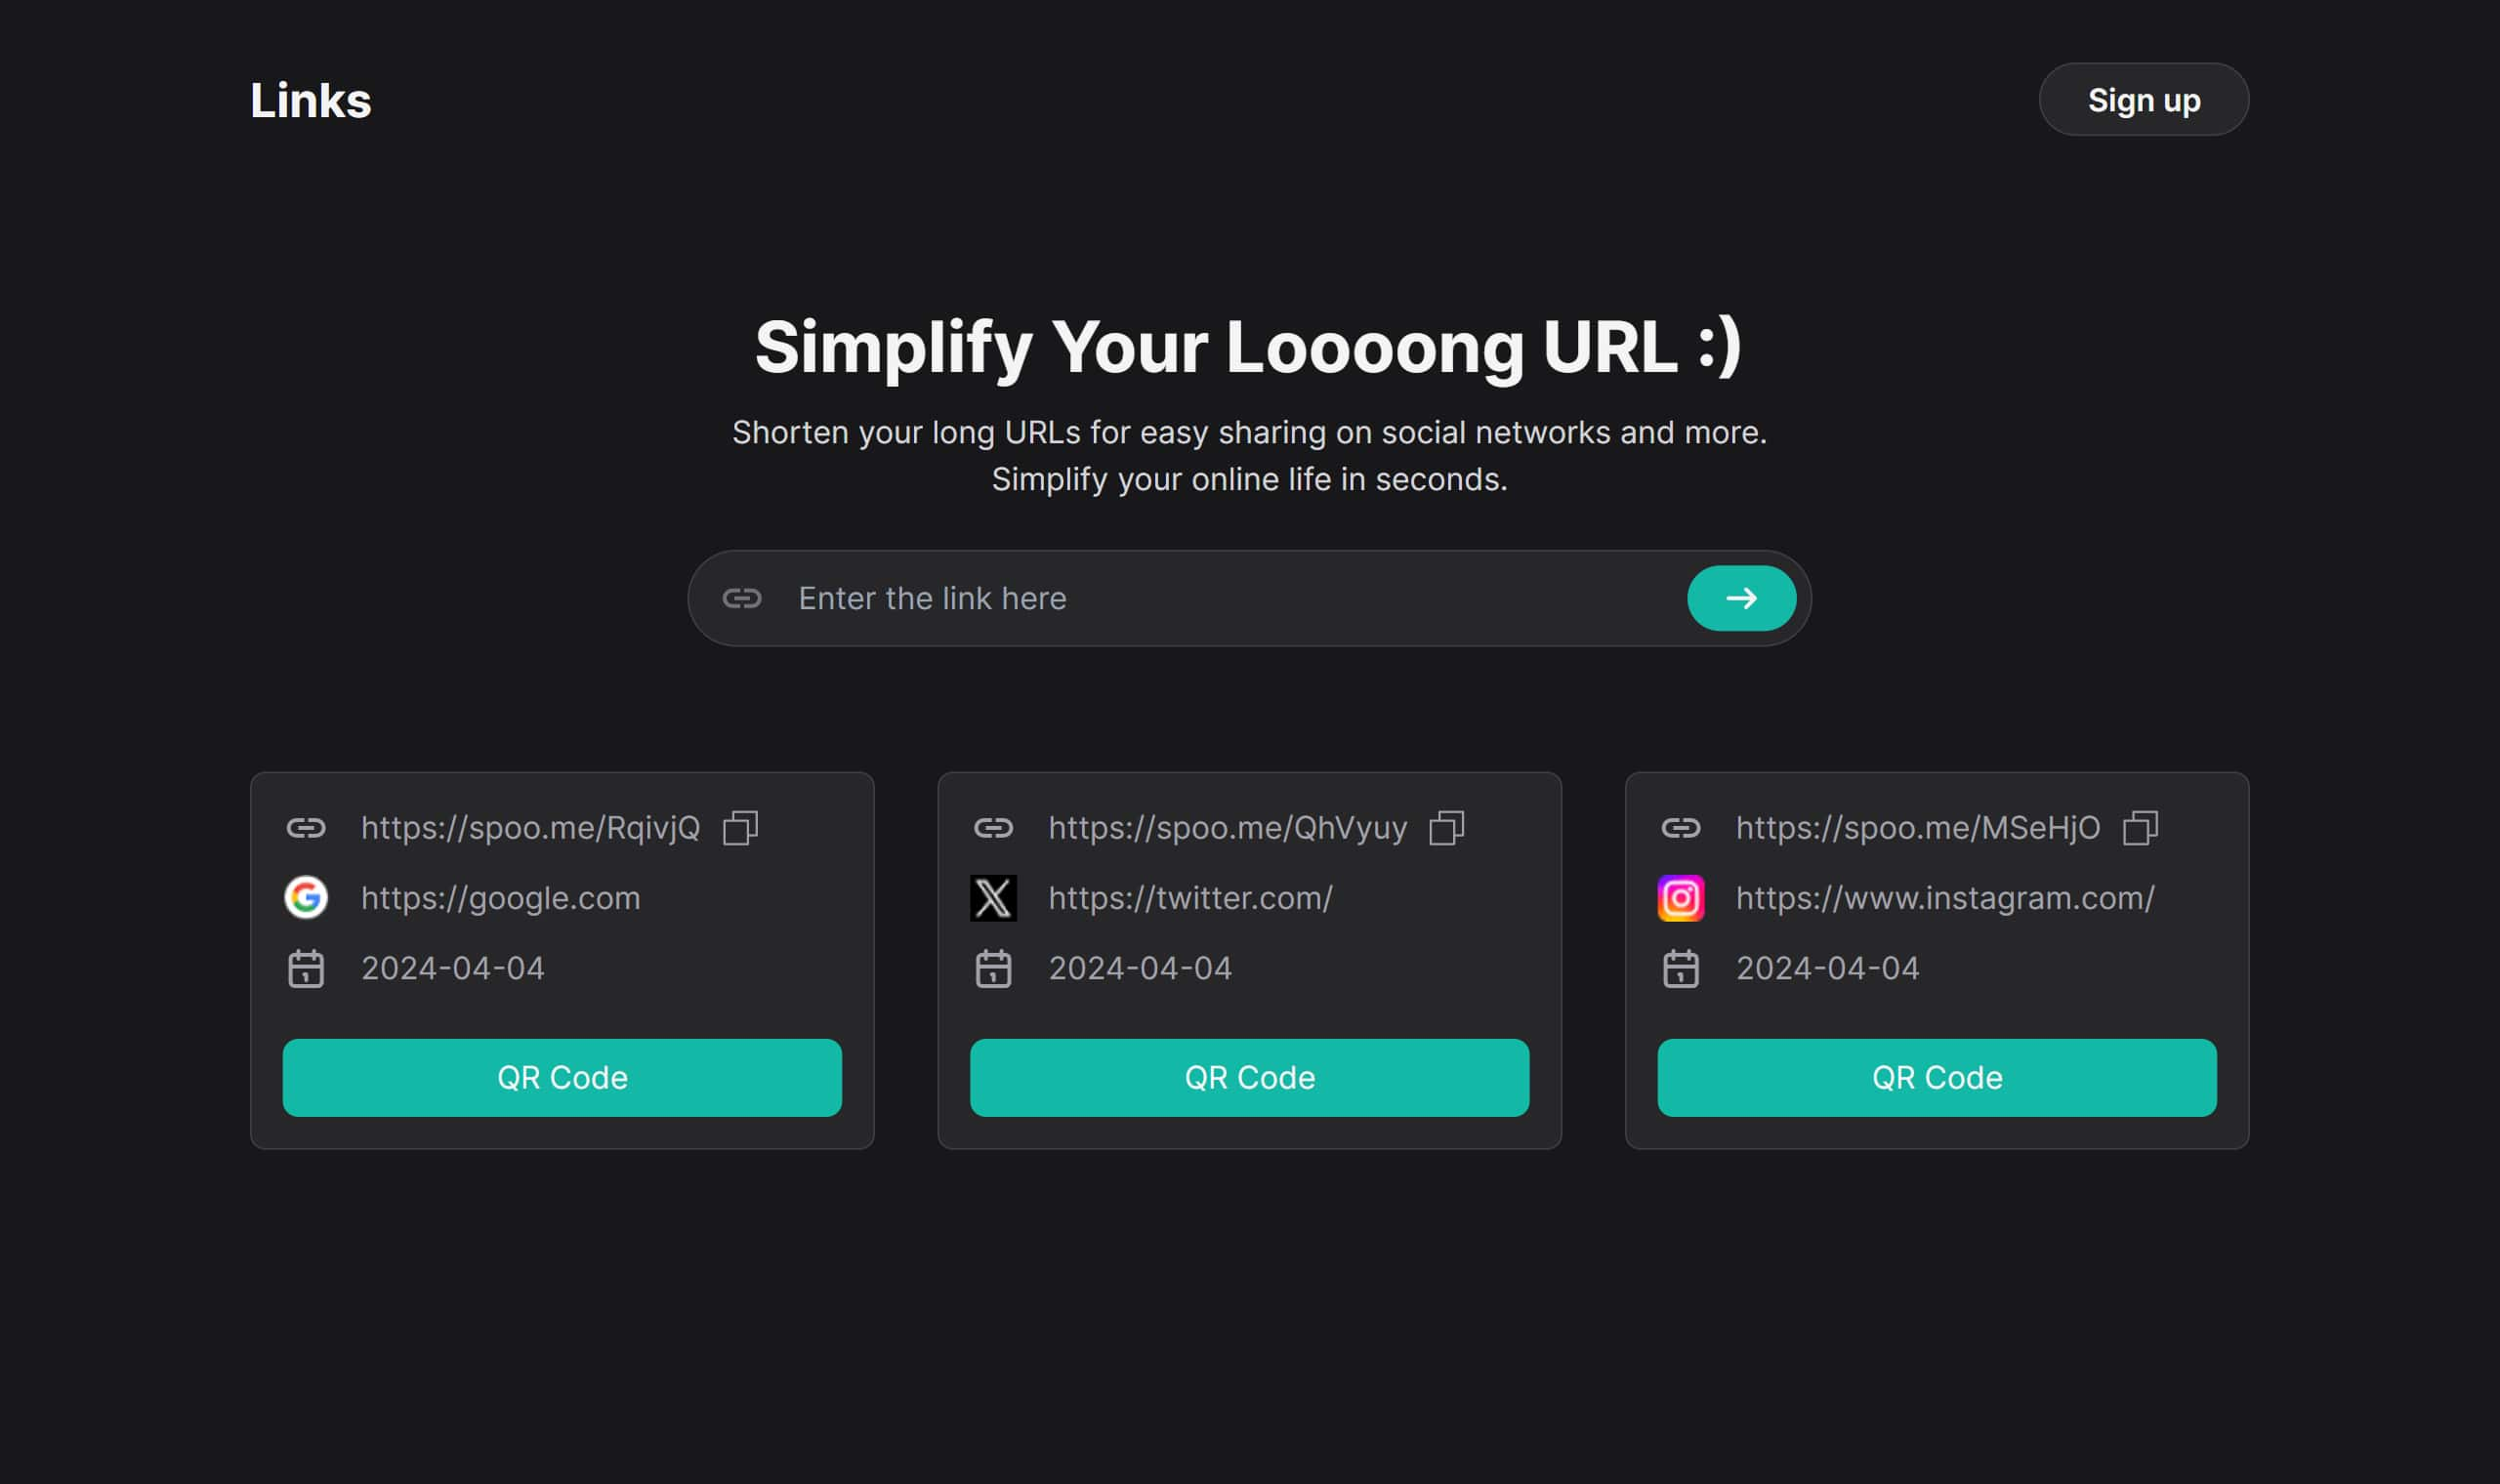 Links
Sign up
Simplify Your Loooong URL :)
Shorten your long URLs for easy sharing on social networks and more.
Simplify your online life in seconds.
Enter the link here
https://spoo.me/RqivjQ
https://google.com
2024-04-04
QR Code
https://spoo.me/QhVyuy
https://twitter.com/
2024-04-04
QR Code
https://spoo.me/MSeHjO
https://www.instagram.com/
2024-04-04
QR Code